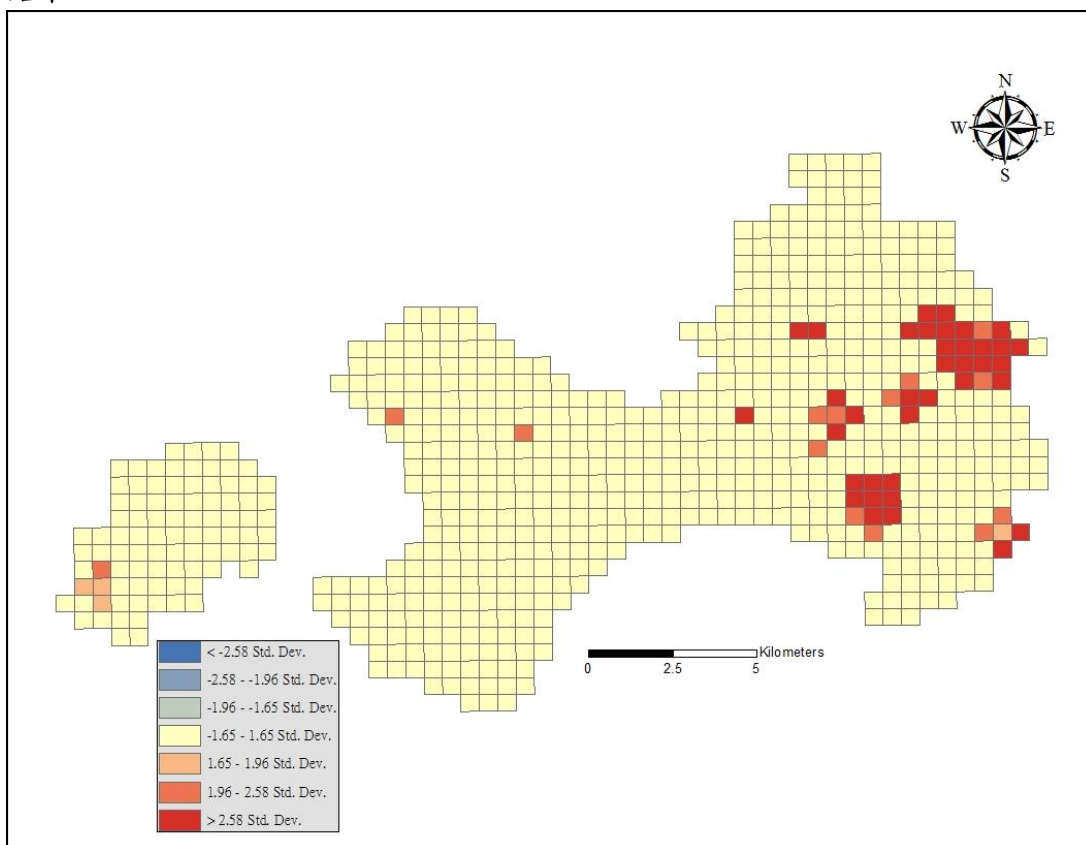 N
W E
S
Kilometers
0 2.5 5
< -2.58 Std. Dev.
-2.58 - -1.96 Std. Dev.
-1.96 - -1.65 Std. Dev.
-1.65 - 1.65 Std. Dev.
1.65 - 1.96 Std. Dev.
1.96 - 2.58 Std. Dev.
> 2.58 Std. Dev.